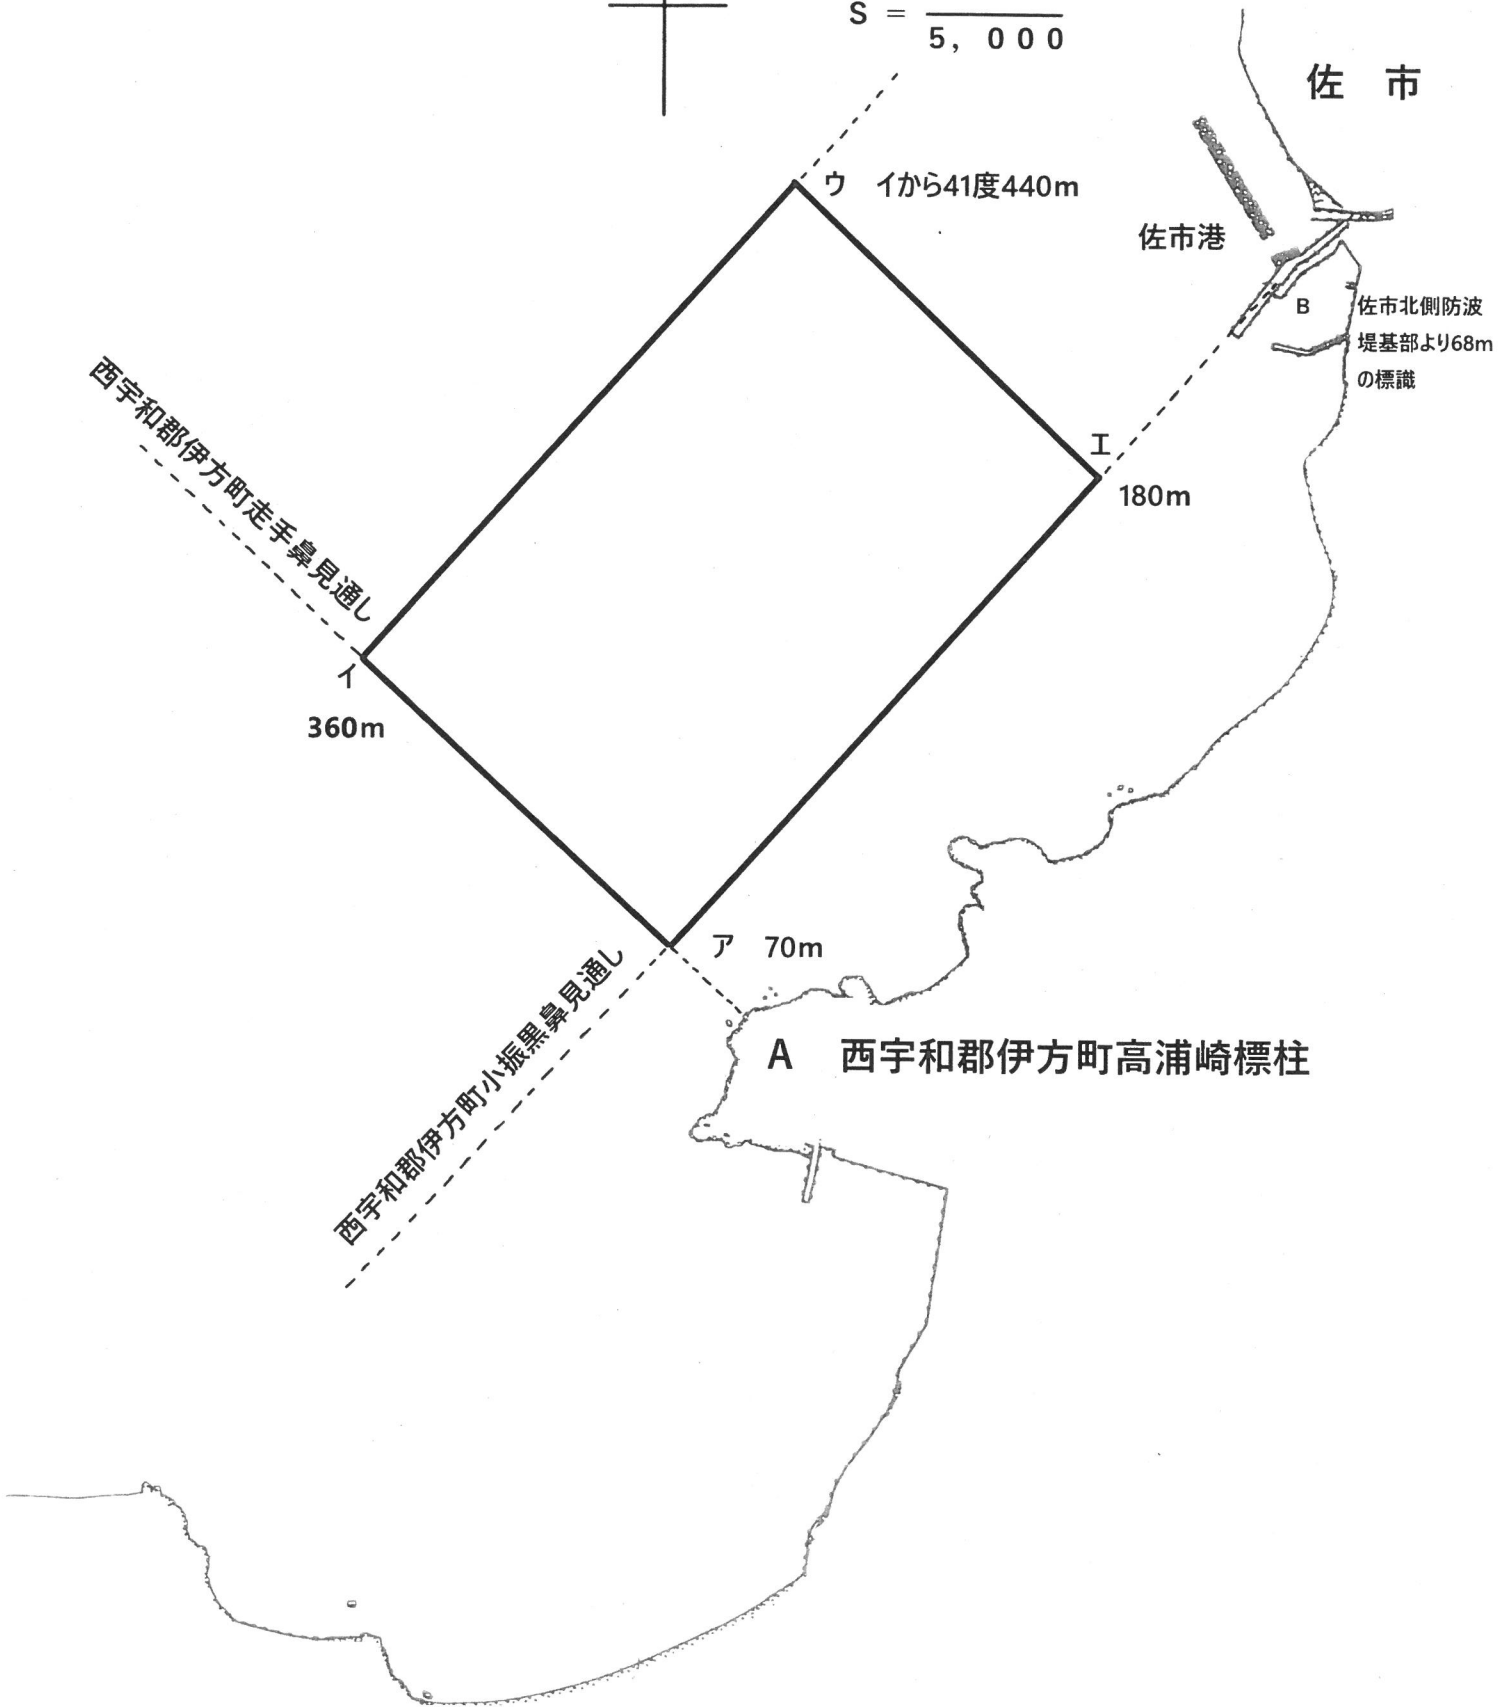 S =
5,000
佐 市
ウ イから41度440m
佐市港
B
佐市北側防波
堤基部より68m
の標識
西宇和郡伊方町走手鼻見通し
エ
180m
イ
360m
ア 70m
西宇和郡伊方町小振黒鼻見通し
A 西宇和郡伊方町高浦崎標柱